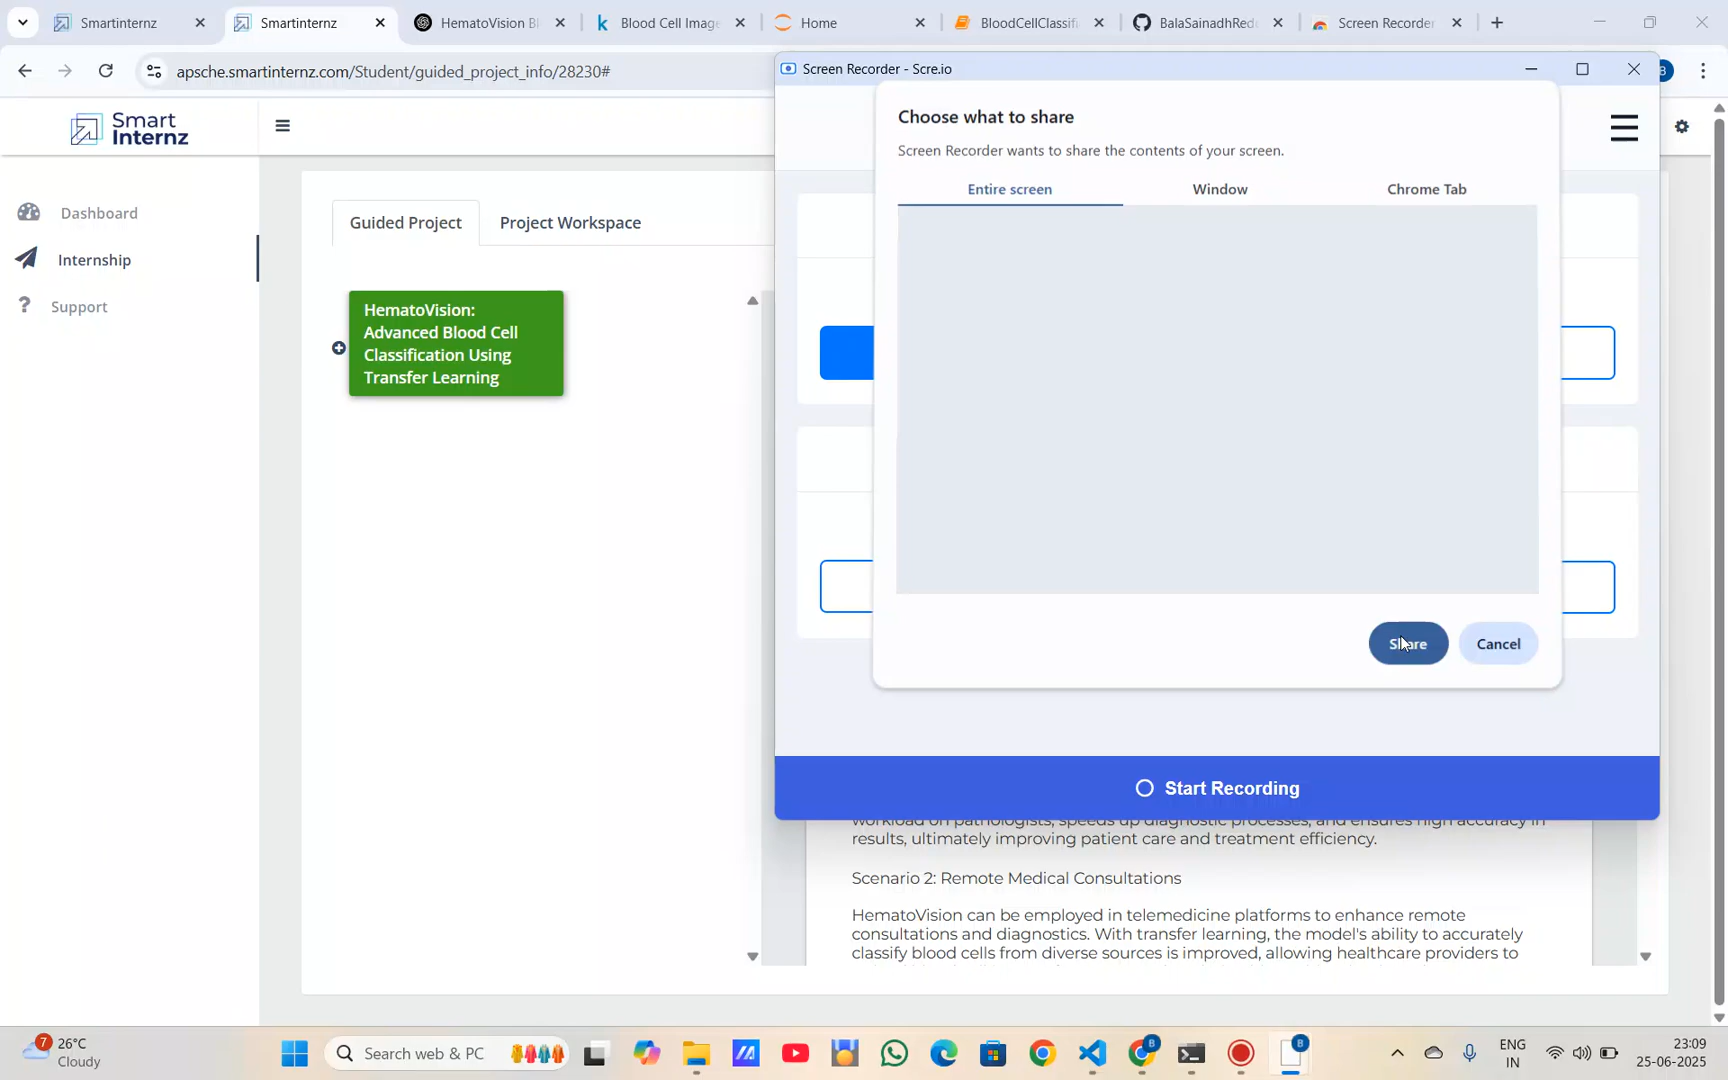 Smartinternz
Smartinternz
HematoVision Bl
Blood Cell Imag
Home
BloodCellClassifi
BalaSainadhRed
Screen Recorder
apsche.smartinternz.com/Student/guided_project_info/28230#
Screen Recorder - Scre.io
B
Smart
Internz
Choose what to share
Screen Recorder wants to share the contents of your screen.
Entire screen
Window
Chrome Tab
Dashboard
Internship
Support
Guided Project
Project Workspace
HematoVision:
Advanced Blood Cell
Classification Using
Transfer Learning
Share
Cancel
Start Recording
workload on pathologists, speeds up diagnostic processes, and ensures high accuracy in
results, ultimately improving patient care and treatment efficiency.
Scenario 2: Remote Medical Consultations
HematoVision can be employed in telemedicine platforms to enhance remote
consultations and diagnostics. With transfer learning, the model's ability to accurately
classify blood cells from diverse sources is improved, allowing healthcare providers to
7
26°C
Cloudy
Search web & PC
B
B
ENG
IN
23:09
25-06-2025